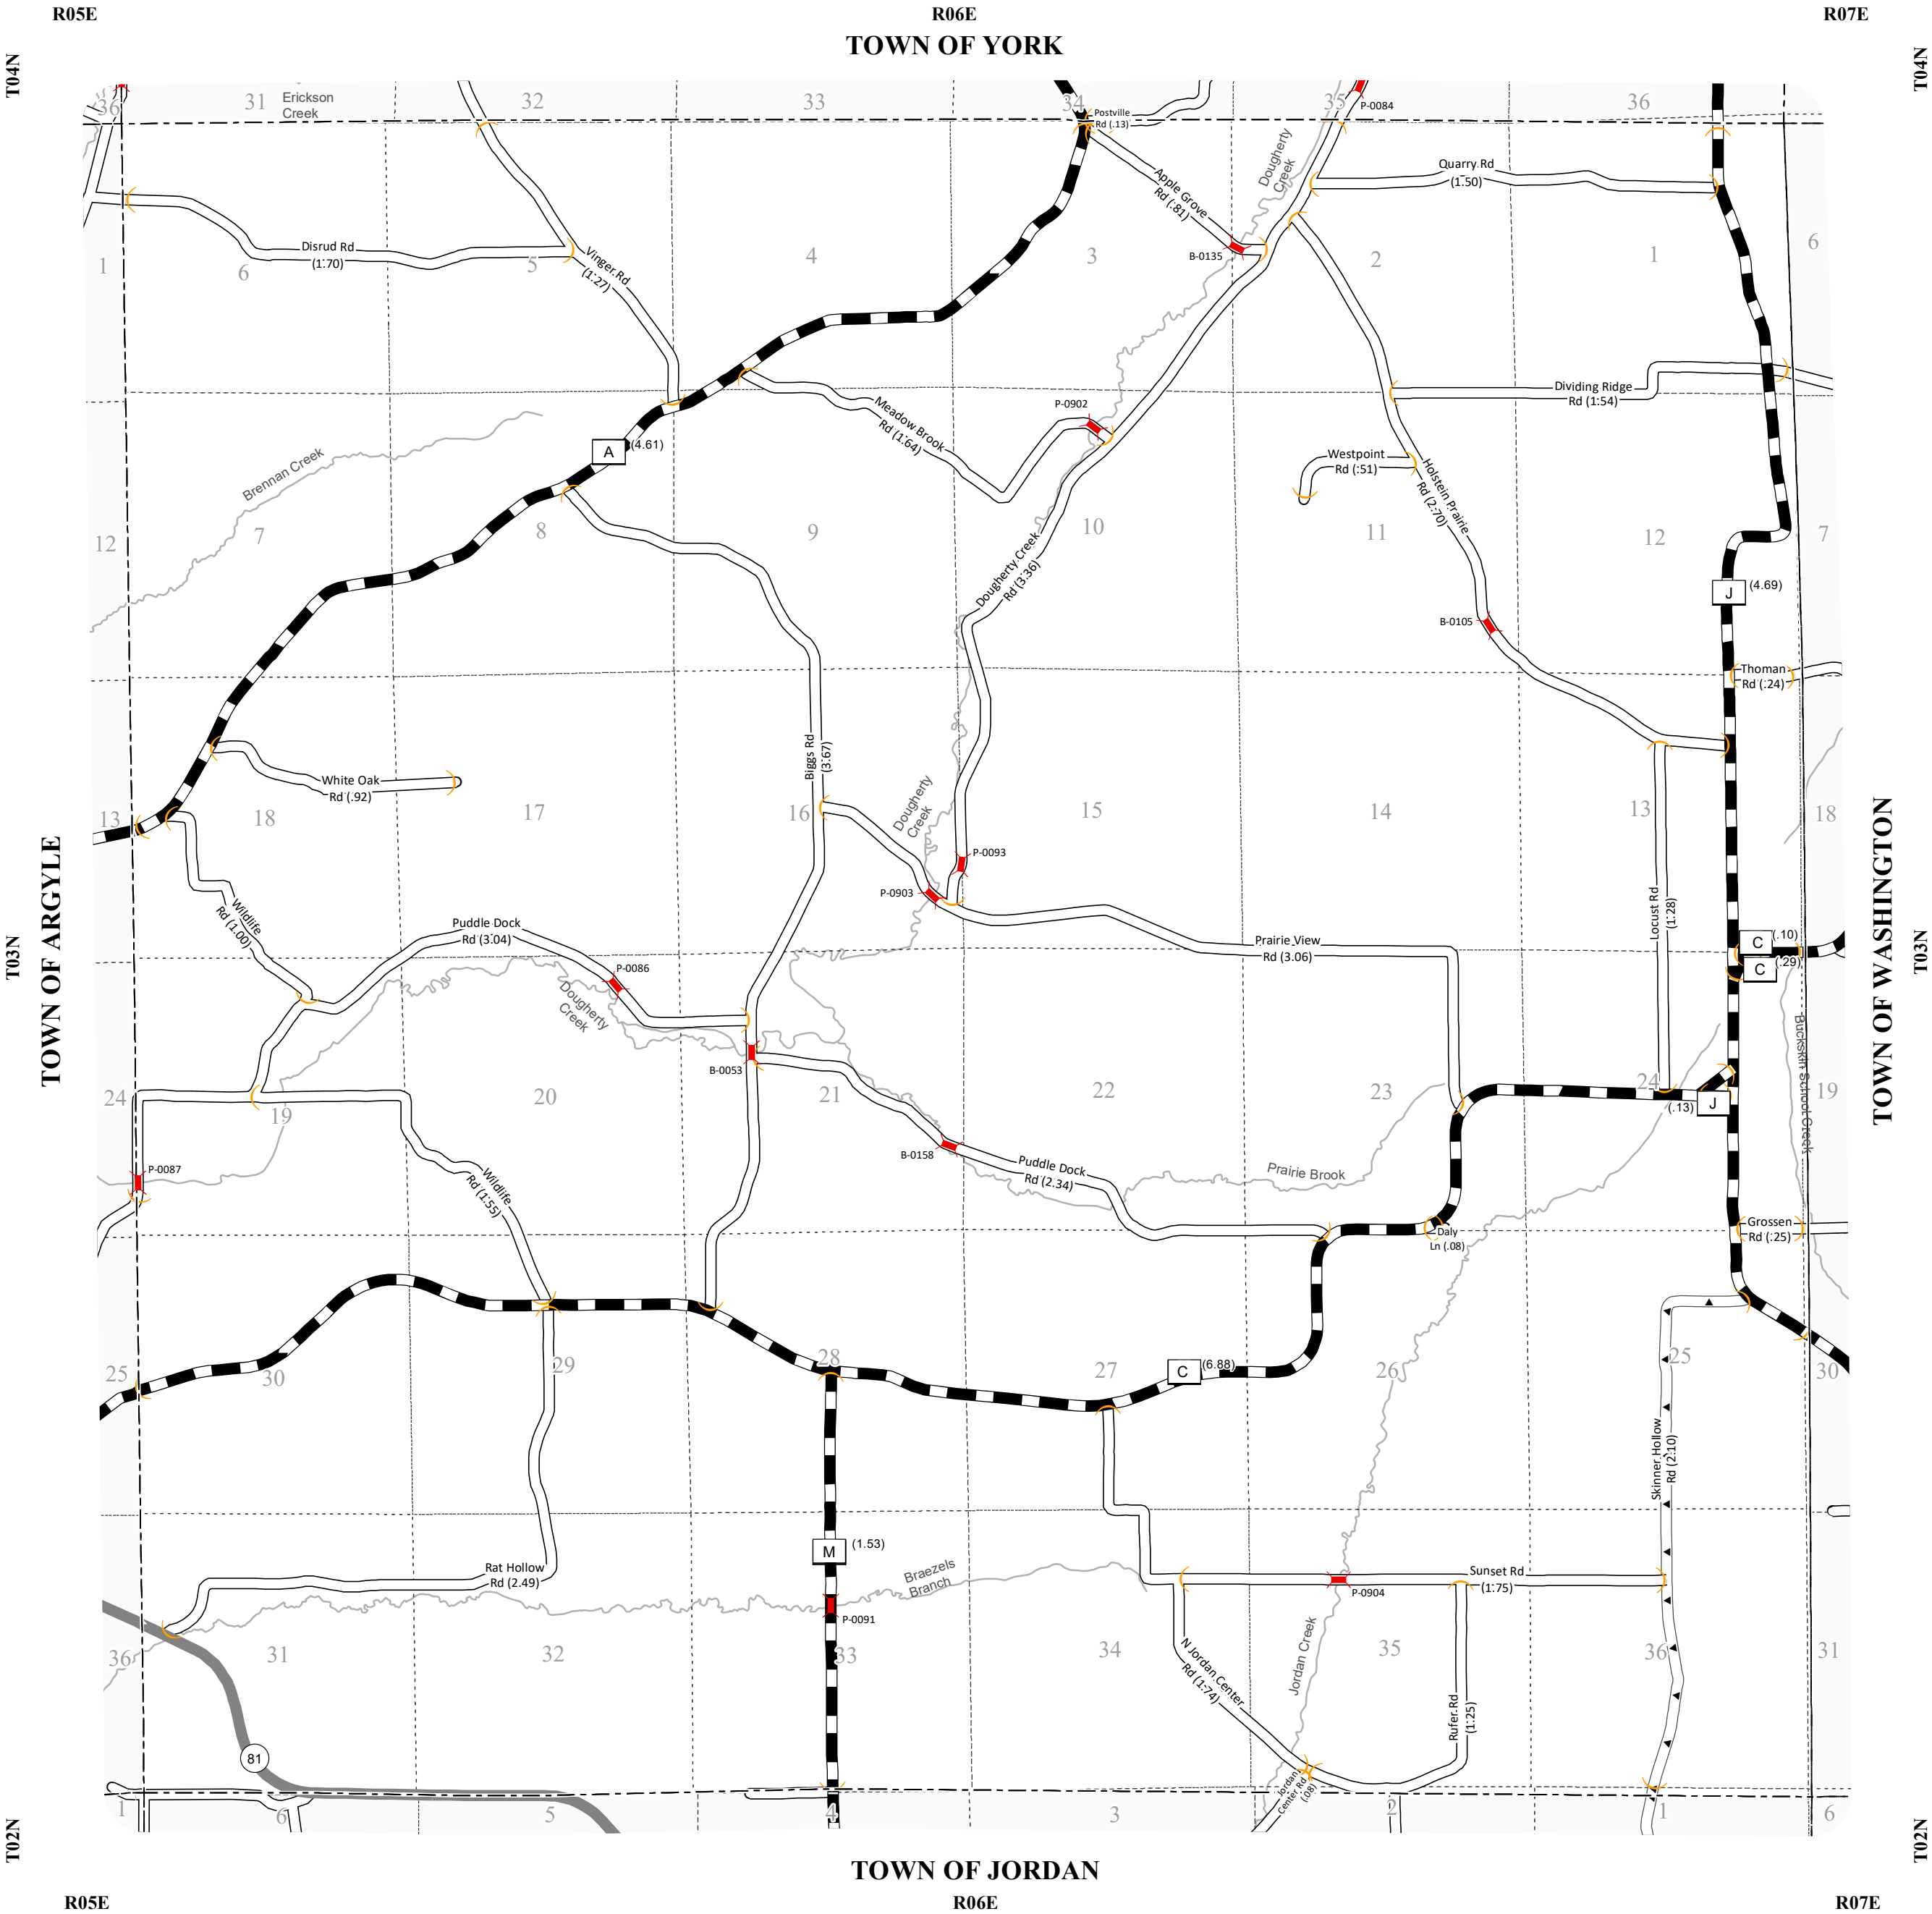 R05E
R06E
R07E
TOWN OF YORK
T04N
T04N
36
31
Erickson
Creek
32
33
34
Postville
Rd (.13)
35
P-0084
36
Dougherty
Creek
Quarry Rd
(1.50)
Apple Grove
Rd (.81)
B-0135
Disrud Rd
(1.70)
Vinger Rd
(1.27)
1
6
5
4
3
2
1
6
Dividing Ridge
Rd (1.54)
P-0902
Meadow Brook
Rd (1.64)
A
(4.61)
Brennan Creek
Westpoint
Rd (.51)
Holstein Prairie
Rd (2.70)
12
7
8
9
10
11
12
7
Dougherty Creek
Rd (3.36)
J
(4.69)
B-0105
Thoman
Rd (.24)
Biggs Rd
(3.67)
White Oak
Rd (.92)
13
18
17
16
15
14
13
18
Dougherty
Creek
P-0093
P-0903
TOWN OF ARGYLE
TOWN OF WASHINGTON
Wildlife
Rd (1.00)
Puddle Dock
Rd (3.04)
Locust Rd
(1.28)
Prairie View
Rd (3.06)
C
(.10)
C
(.29)
T03N
T03N
P-0086
Dougherty
Creek
Buckskin School Creek
B-0053
24
19
20
21
22
23
24
19
(.13)
J
B-0158
Puddle Dock
Rd (2.34)
Prairie Brook
P-0087
Wildlife
Rd (1.55)
Daly
Ln (.08)
Grossen
Rd (.25)
25
30
29
28
27
26
25
30
C
(6.88)
Skinner Hollow
Rd (2.10)
M
(1.53)
Rat Hollow
Rd (2.49)
Braezels
Branch
P-0091
Sunset Rd
(1.75)
P-0904
36
31
32
33
34
35
36
31
N Jordan Center
Rd (1.74)
Jordan Creek
Rufer Rd
(1.25)
81
Jordan
Center Rd
(.08)
1
6
5
4
3
2
1
6
T02N
T02N
TOWN OF JORDAN
R05E
R06E
R07E